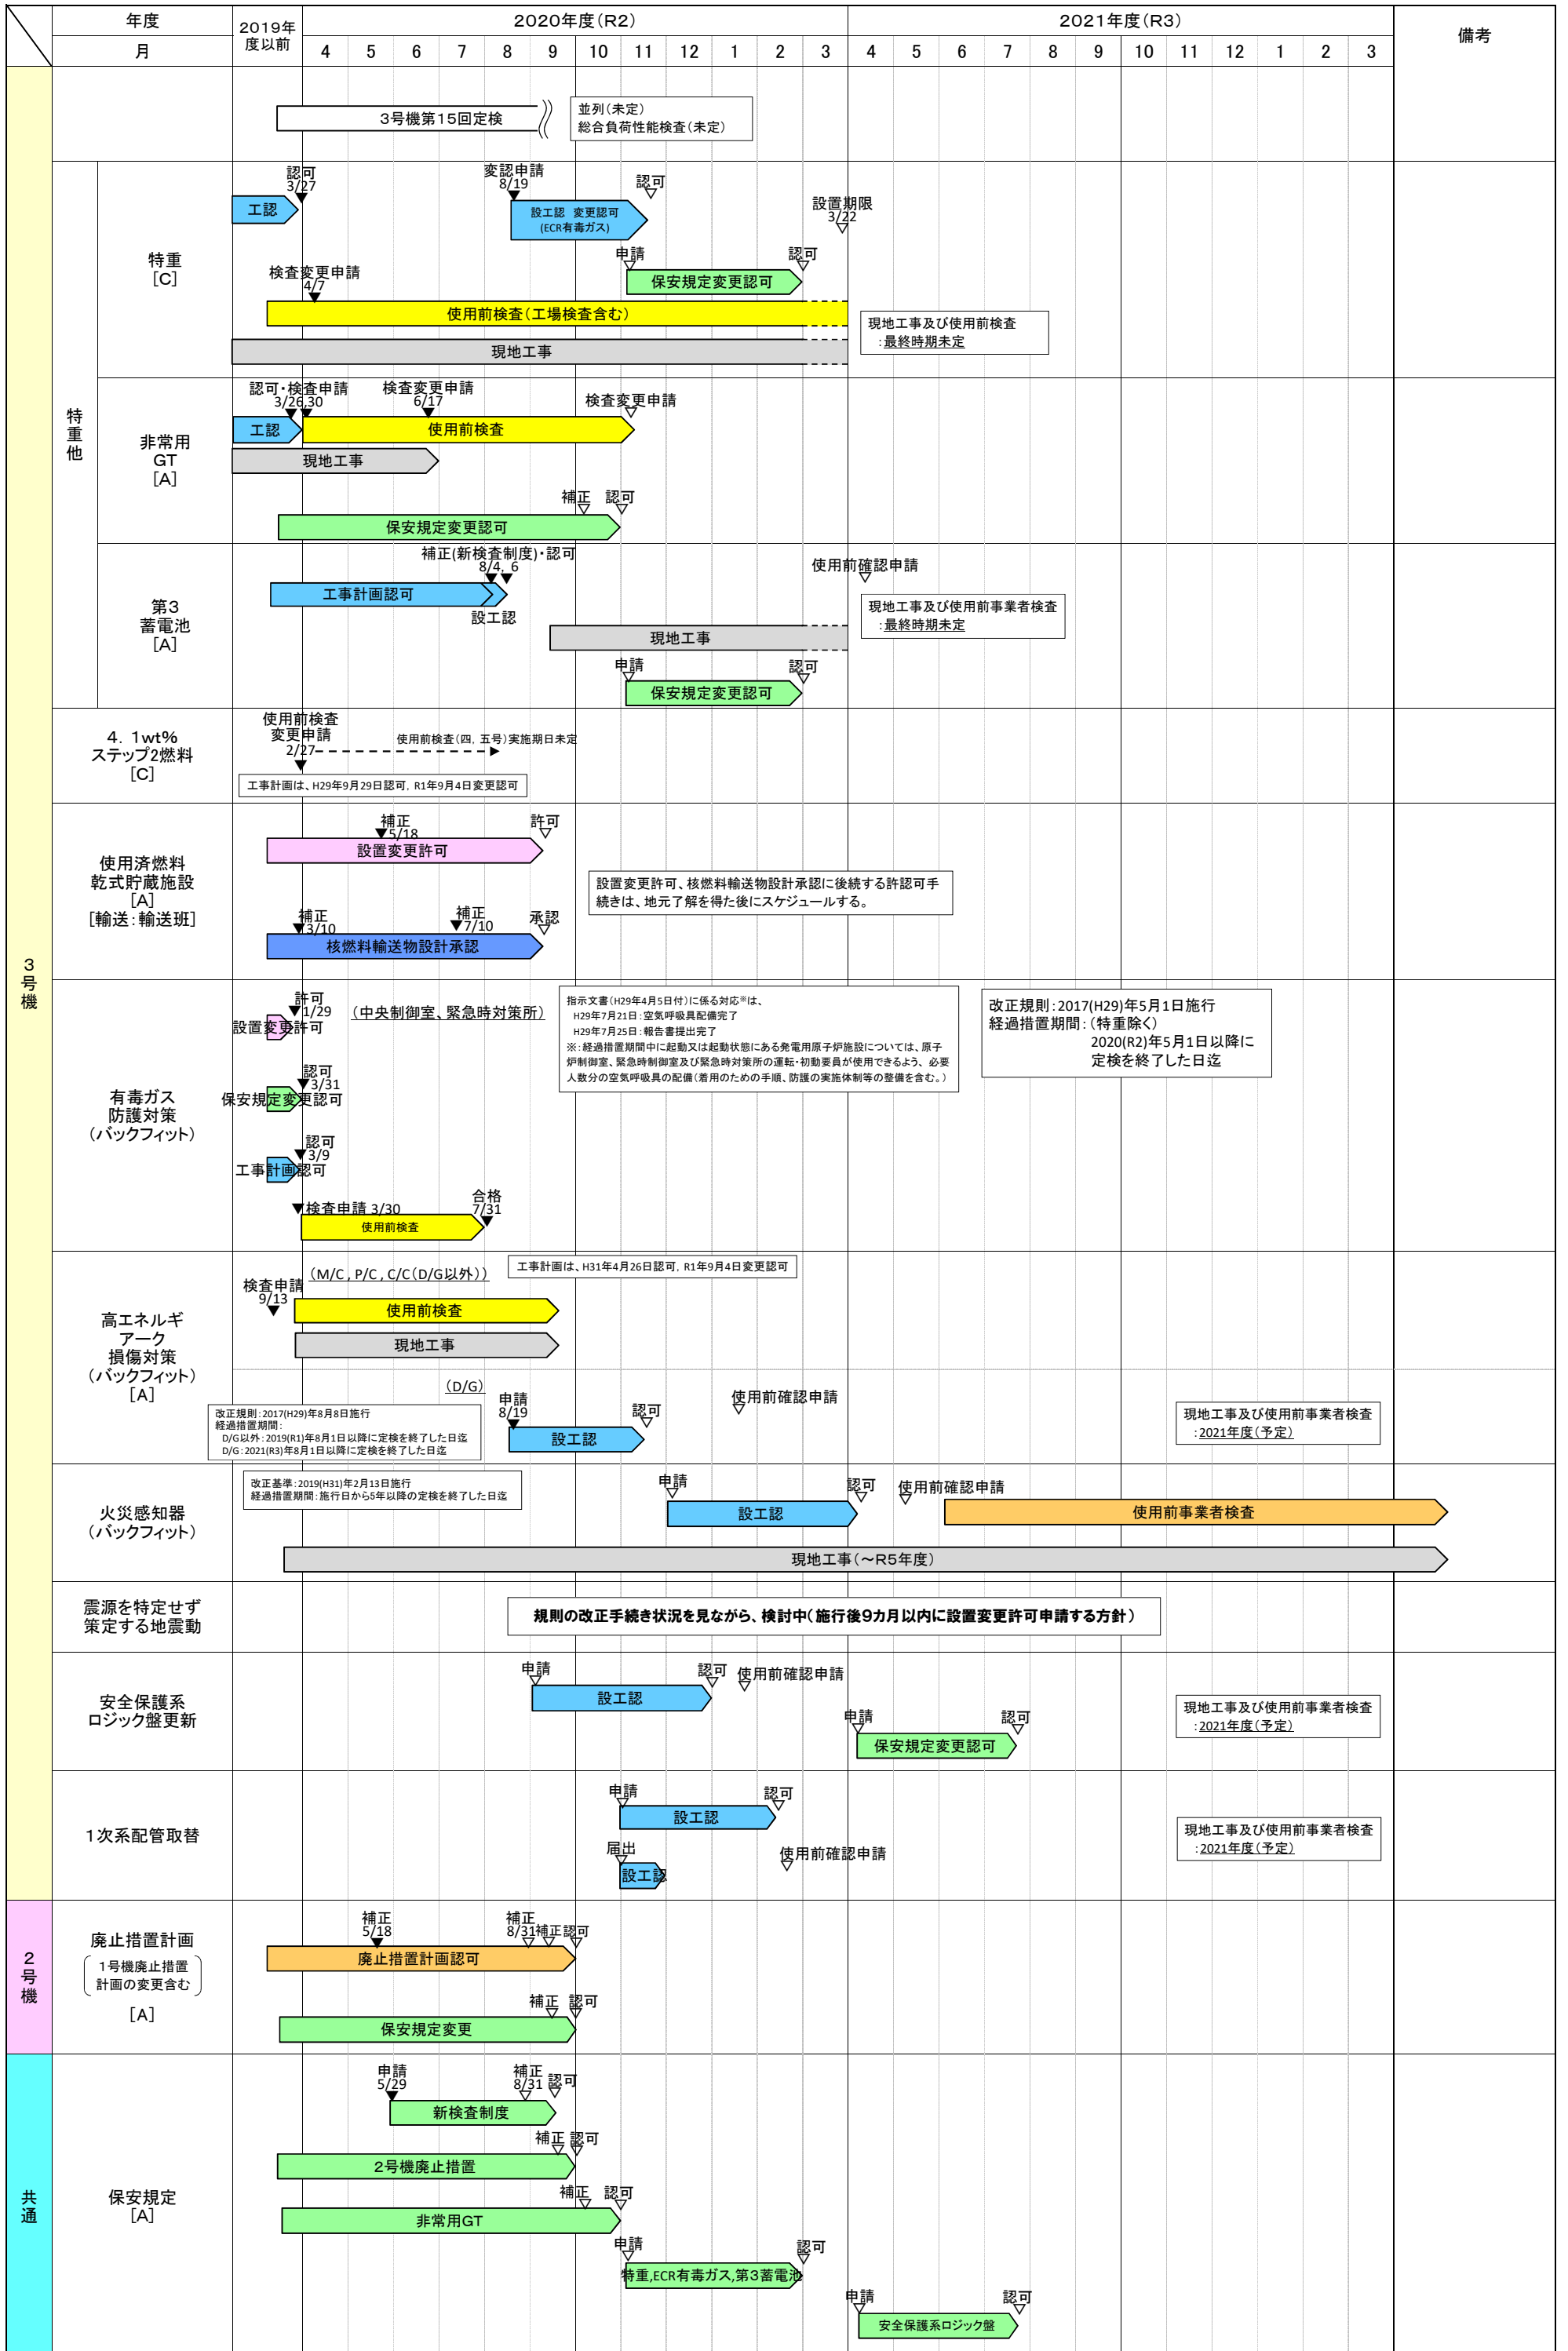 年度
2019年
度以前
2020年度(R2)
2021年度(R3)
備考
月
4 5 6 7 8 9 10 11 12 1 2 3 4 5 6 7 8 9 10 11 12 1 2 3
3号機
3号機第15回定検
並列(未定)
総合負荷性能検査(未定)
特重他
特重
[C]
認可
3/27
工認
変認申請
8/19
認可
設工認 変更認可
(ECR有毒ガス)
設置期限
3/22
申請
認可
保安規定変更認可
検査変更申請
4/7
使用前検査(工場検査含む)
現地工事
現地工事及び使用前検査
:最終時期未定
非常用
GT
[A]
認可・検査申請
3/26,30
検査変更申請
6/17
検査変更申請
工認
使用前検査
現地工事
補正 認可
保安規定変更認可
第3
蓄電池
[A]
補正(新検査制度)・認可
8/4, 6
工事計画認可
設工認
使用前確認申請
現地工事及び使用前事業者検査
:最終時期未定
現地工事
申請
認可
保安規定変更認可
4. 1wt%
ステップ2燃料
[C]
使用前検査
変更申請
2/27
使用前検査(四, 五号)実施期日未定
工事計画は、H29年9月29日認可, R1年9月4日変更認可
使用済燃料
乾式貯蔵施設
[A]
[輸送:輸送班]
補正
5/18
許可
設置変更許可
補正
3/10
補正
7/10
承認
核燃料輸送物設計承認
設置変更許可、核燃料輸送物設計承認に後続する許認可手
続きは、地元了解を得た後にスケジュールする。
有毒ガス
防護対策
(バックフィット)
許可
1/29
設置変更許可
(中央制御室、緊急時対策所)
認可
3/31
保安規定変更認可
認可
3/9
工事計画認可
検査申請 3/30
使用前検査
合格
7/31
指示文書(H29年4月5日付)に係る対応※は、
H29年7月21日:空気呼吸具配備完了
H29年7月25日:報告書提出完了
※:経過措置期間中に起動又は起動状態にある発電用原子炉施設については、原子
炉制御室、緊急時制御室及び緊急時対策所の運転・初動要員が使用できるよう、必要
人数分の空気呼吸具の配備(着用のための手順、防護の実施体制等の整備を含む。)
改正規則:2017(H29)年5月1日施行
経過措置期間:(特重除く)
2020(R2)年5月1日以降に
定検を終了した日迄
高エネルギ
アーク
損傷対策
(バックフィット)
[A]
(M/C , P/C , C/C(D/G以外))
工事計画は、H31年4月26日認可, R1年9月4日変更認可
検査申請
9/13
使用前検査
現地工事
(D/G)
改正規則:2017(H29)年8月8日施行
経過措置期間:
D/G以外:2019(R1)年8月1日以降に定検を終了した日迄
D/G:2021(R3)年8月1日以降に定検を終了した日迄
申請
8/19
認可
設工認
使用前確認申請
現地工事及び使用前事業者検査
:2021年度(予定)
火災感知器
(バックフィット)
改正基準:2019(H31)年2月13日施行
経過措置期間:施行日から5年以降の定検を終了した日迄
申請
認可
設工認
使用前確認申請
使用前事業者検査
現地工事(~R5年度)
震源を特定せず
策定する地震動
規則の改正手続き状況を見ながら、検討中(施行後9カ月以内に設置変更許可申請する方針)
安全保護系
ロジック盤更新
申請
認可
使用前確認申請
設工認
申請
認可
保安規定変更認可
現地工事及び使用前事業者検査
:2021年度(予定)
1次系配管取替
申請
認可
設工認
届出
設工認
使用前確認申請
現地工事及び使用前事業者検査
:2021年度(予定)
2号機
廃止措置計画
1号機廃止措置
計画の変更含む
[A]
補正
5/18
補正
8/31
補正 認可
廃止措置計画認可
補正 認可
保安規定変更
共通
保安規定
[A]
申請
5/29
補正
8/31
認可
新検査制度
補正 認可
2号機廃止措置
補正 認可
非常用GT
申請
認可
特重,ECR有毒ガス,第3蓄電池
申請
認可
安全保護系ロジック盤